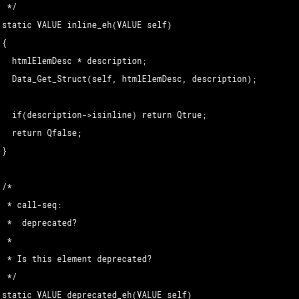 */
static VALUE inline_eh(VALUE self)
{
  htmlElemDesc * description;
  Data_Get_Struct(self, htmlElemDesc, description);

  if(description->isinline) return Qtrue;
  return Qfalse;
}

/*
 * call-seq:
 *  deprecated?
 *
 * Is this element deprecated?
 */
static VALUE deprecated_eh(VALUE self)